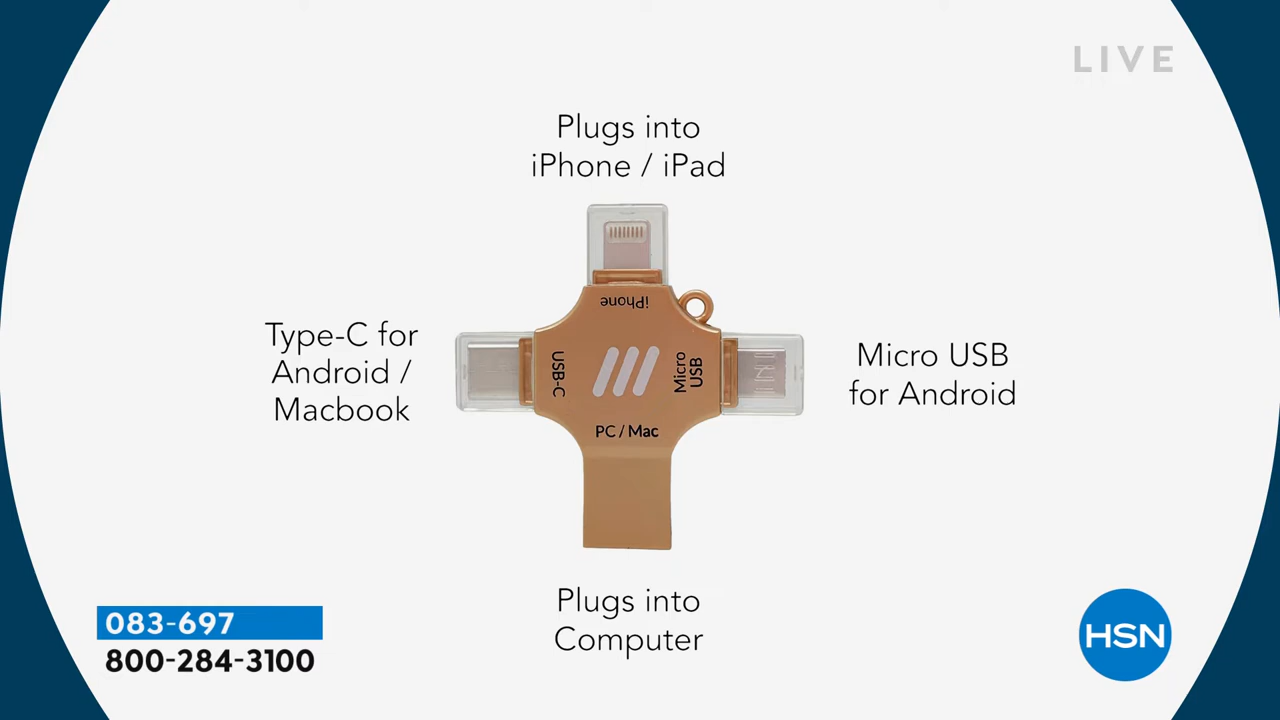 LIVE
Plugs into
iPhone / iPad
iPhone
Type-C for
Android /
Macbook
USB-C
Micro
USB
Micro USB
for Android
PC / Mac
Plugs into
Computer
083-697
800-284-3100
HSN